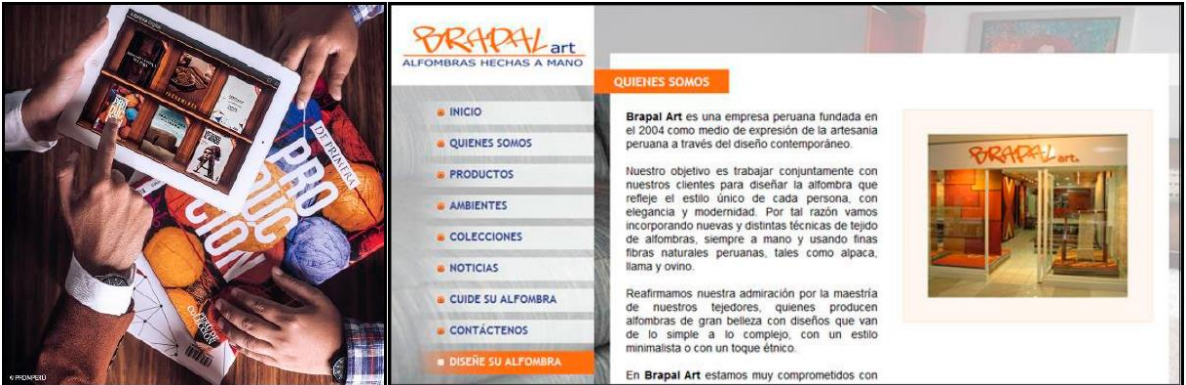 DE PRIMERA
PRO
DUC
CIÓN
© PROMPERÚ
BRAPAL art
ALFOMBRAS HECHAS A MANO
INICIO
QUIENES SOMOS
PRODUCTOS
AMBIENTES
COLECCIONES
NOTICIAS
CUIDE SU ALFOMBRA
CONTÁCTENOS
DISEÑE SU ALFOMBRA
QUIENES SOMOS
Brapal Art es una empresa peruana fundada en
el 2004 como medio de expresión de la artesania
peruana a través del diseño contemporáneo.
Nuestro objetivo es trabajar conjuntamente con
nuestros clientes para diseñar la alfombra que
refleje el estilo único de cada persona, con
elegancia y modernidad. Por tal razón vamos
incorporando nuevas y distintas técnicas de tejido
de alfombras, siempre a mano y usando finas
fibras naturales peruanas, tales como alpaca,
llama y ovino.
Reafirmamos nuestra admiración por la maestría
de nuestros tejedores, quienes producen
alfombras de gran belleza con diseños que van
de lo simple a lo complejo, con un estilo
minimalista o con un toque étnico.
En Brapal Art estamos muy comprometidos con
BRAPAL art.